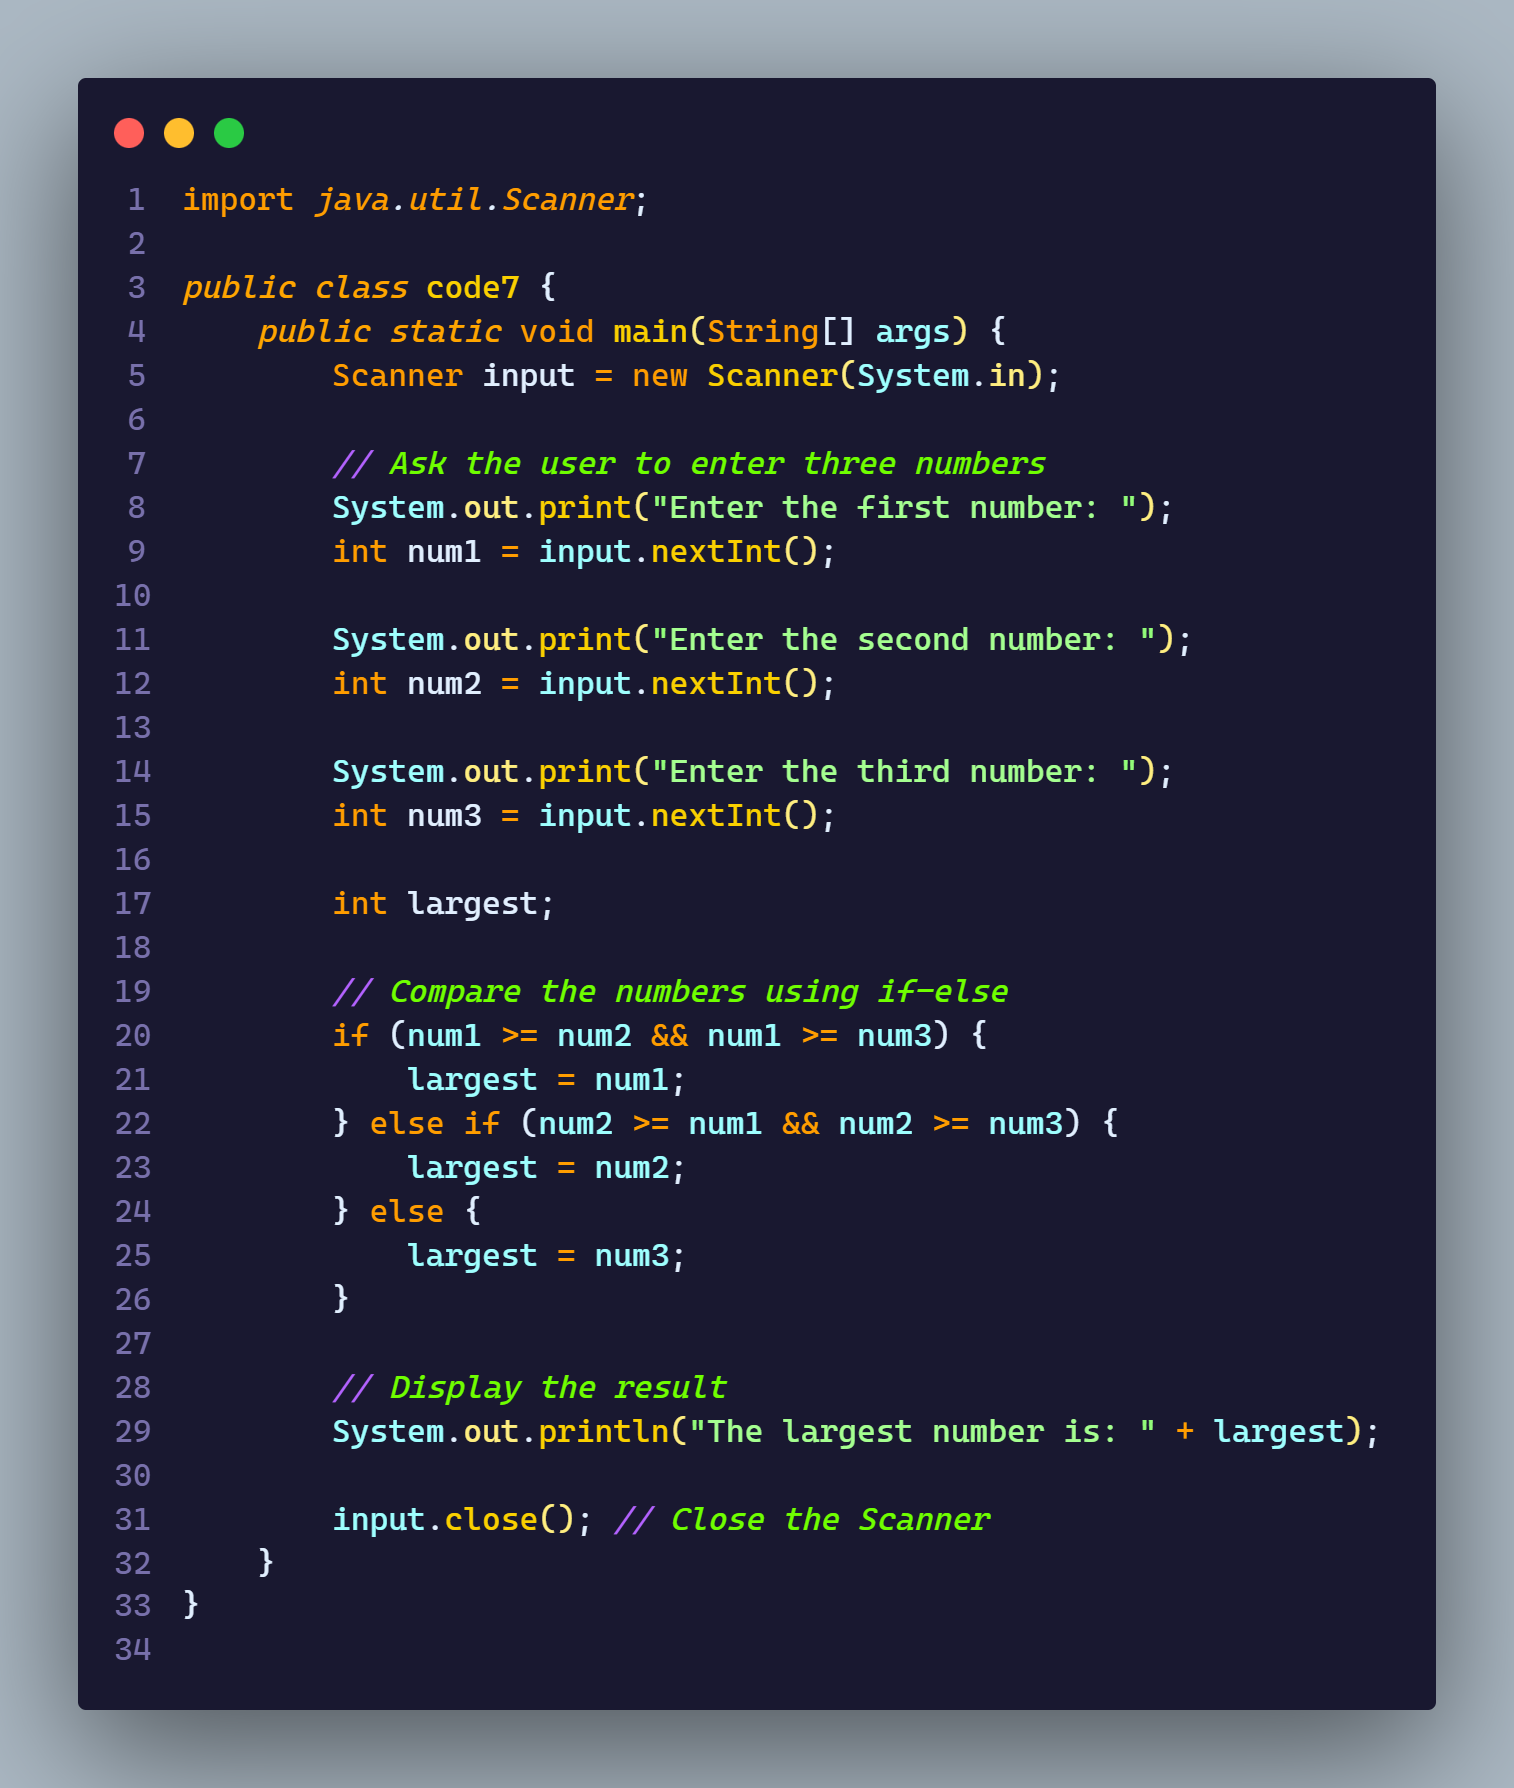 1 import java.util.Scanner;
2
3 public class code7 {
4     public static void main(String[] args) {
5         Scanner input = new Scanner(System.in);
6
7         // Ask the user to enter three numbers
8         System.out.print("Enter the first number: ");
9         int num1 = input.nextInt();
10
11         System.out.print("Enter the second number: ");
12         int num2 = input.nextInt();
13
14         System.out.print("Enter the third number: ");
15         int num3 = input.nextInt();
16
17         int largest;
18
19         // Compare the numbers using if-else
20         if (num1 >= num2 && num1 >= num3) {
21             largest = num1;
22         } else if (num2 >= num1 && num2 >= num3) {
23             largest = num2;
24         } else {
25             largest = num3;
26         }
27
28         // Display the result
29         System.out.println("The largest number is: " + largest);
30
31         input.close(); // Close the Scanner
32     }
33 }
34